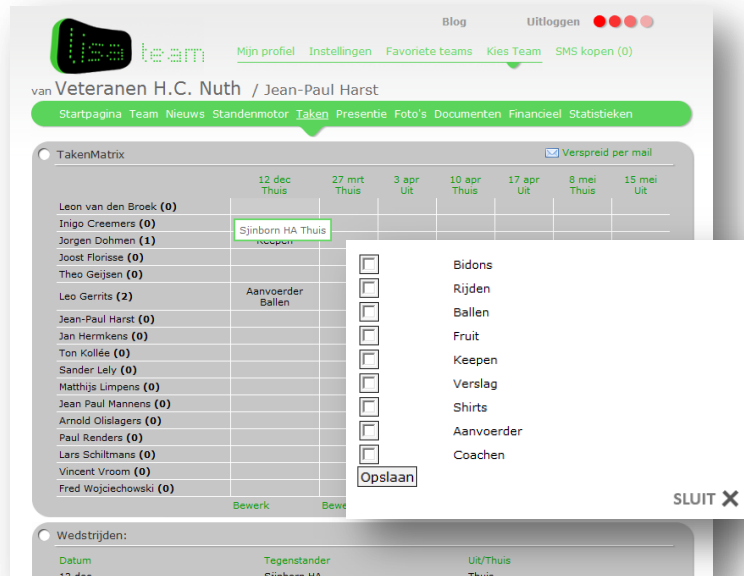 Blog Uitloggen
lisa team
Mijn profiel Instellingen Favoriete teams Kies Team SMS kopen (0)
van Veteranen H.C. Nuth / Jean-Paul Harst
Startpagina Team Nieuws Standenmotor Taken Presentie Foto's Documenten Financieel Statistieken
TakenMatrix Verspreid per mail
12 dec 27 mrt 3 apr 10 apr 17 apr 8 mei 15 mei
Thuis Thuis Uit Thuis Uit Thuis Uit
Leon van den Broek (0)
Inigo Creemers (0)
Sjinborn HA Thuis
Jorgen Dohmen (1) Keepen
Joost Florisse (0)
Theo Geijsen (0)
Leo Gerrits (2) Aanvoerder
Ballen
Jean-Paul Harst (0)
Jan Hermkens (0)
Ton Kollée (0)
Sander Lely (0)
Matthijs Limpens (0)
Jean Paul Mannens (0)
Arnold Olislagers (0)
Paul Renders (0)
Lars Schiltmans (0)
Vincent Vroom (0)
Fred Wojciechowski (0)
Bewerk
Bidons
Rijden
Ballen
Fruit
Keepen
Verslag
Shirts
Aanvoerder
Coachen
Opslaan
SLUIT
Wedstrijden:
Datum Tegenstander Uit/Thuis
12 dec Sjinborn HA Thuis